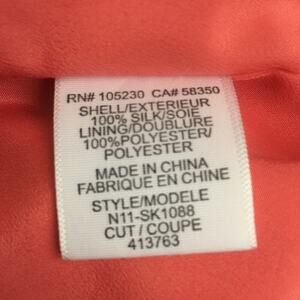 RN# 105230 CA# 58350
SHELL/EXTERIEUR
100% SILK/SOIE
LINING/DOUBLURE
100%POLYESTER/
POLYESTER
MADE IN CHINA
FABRIQUE EN CHINE
STYLE/MODELE
N11-SK1088
CUT / COUPE
413763